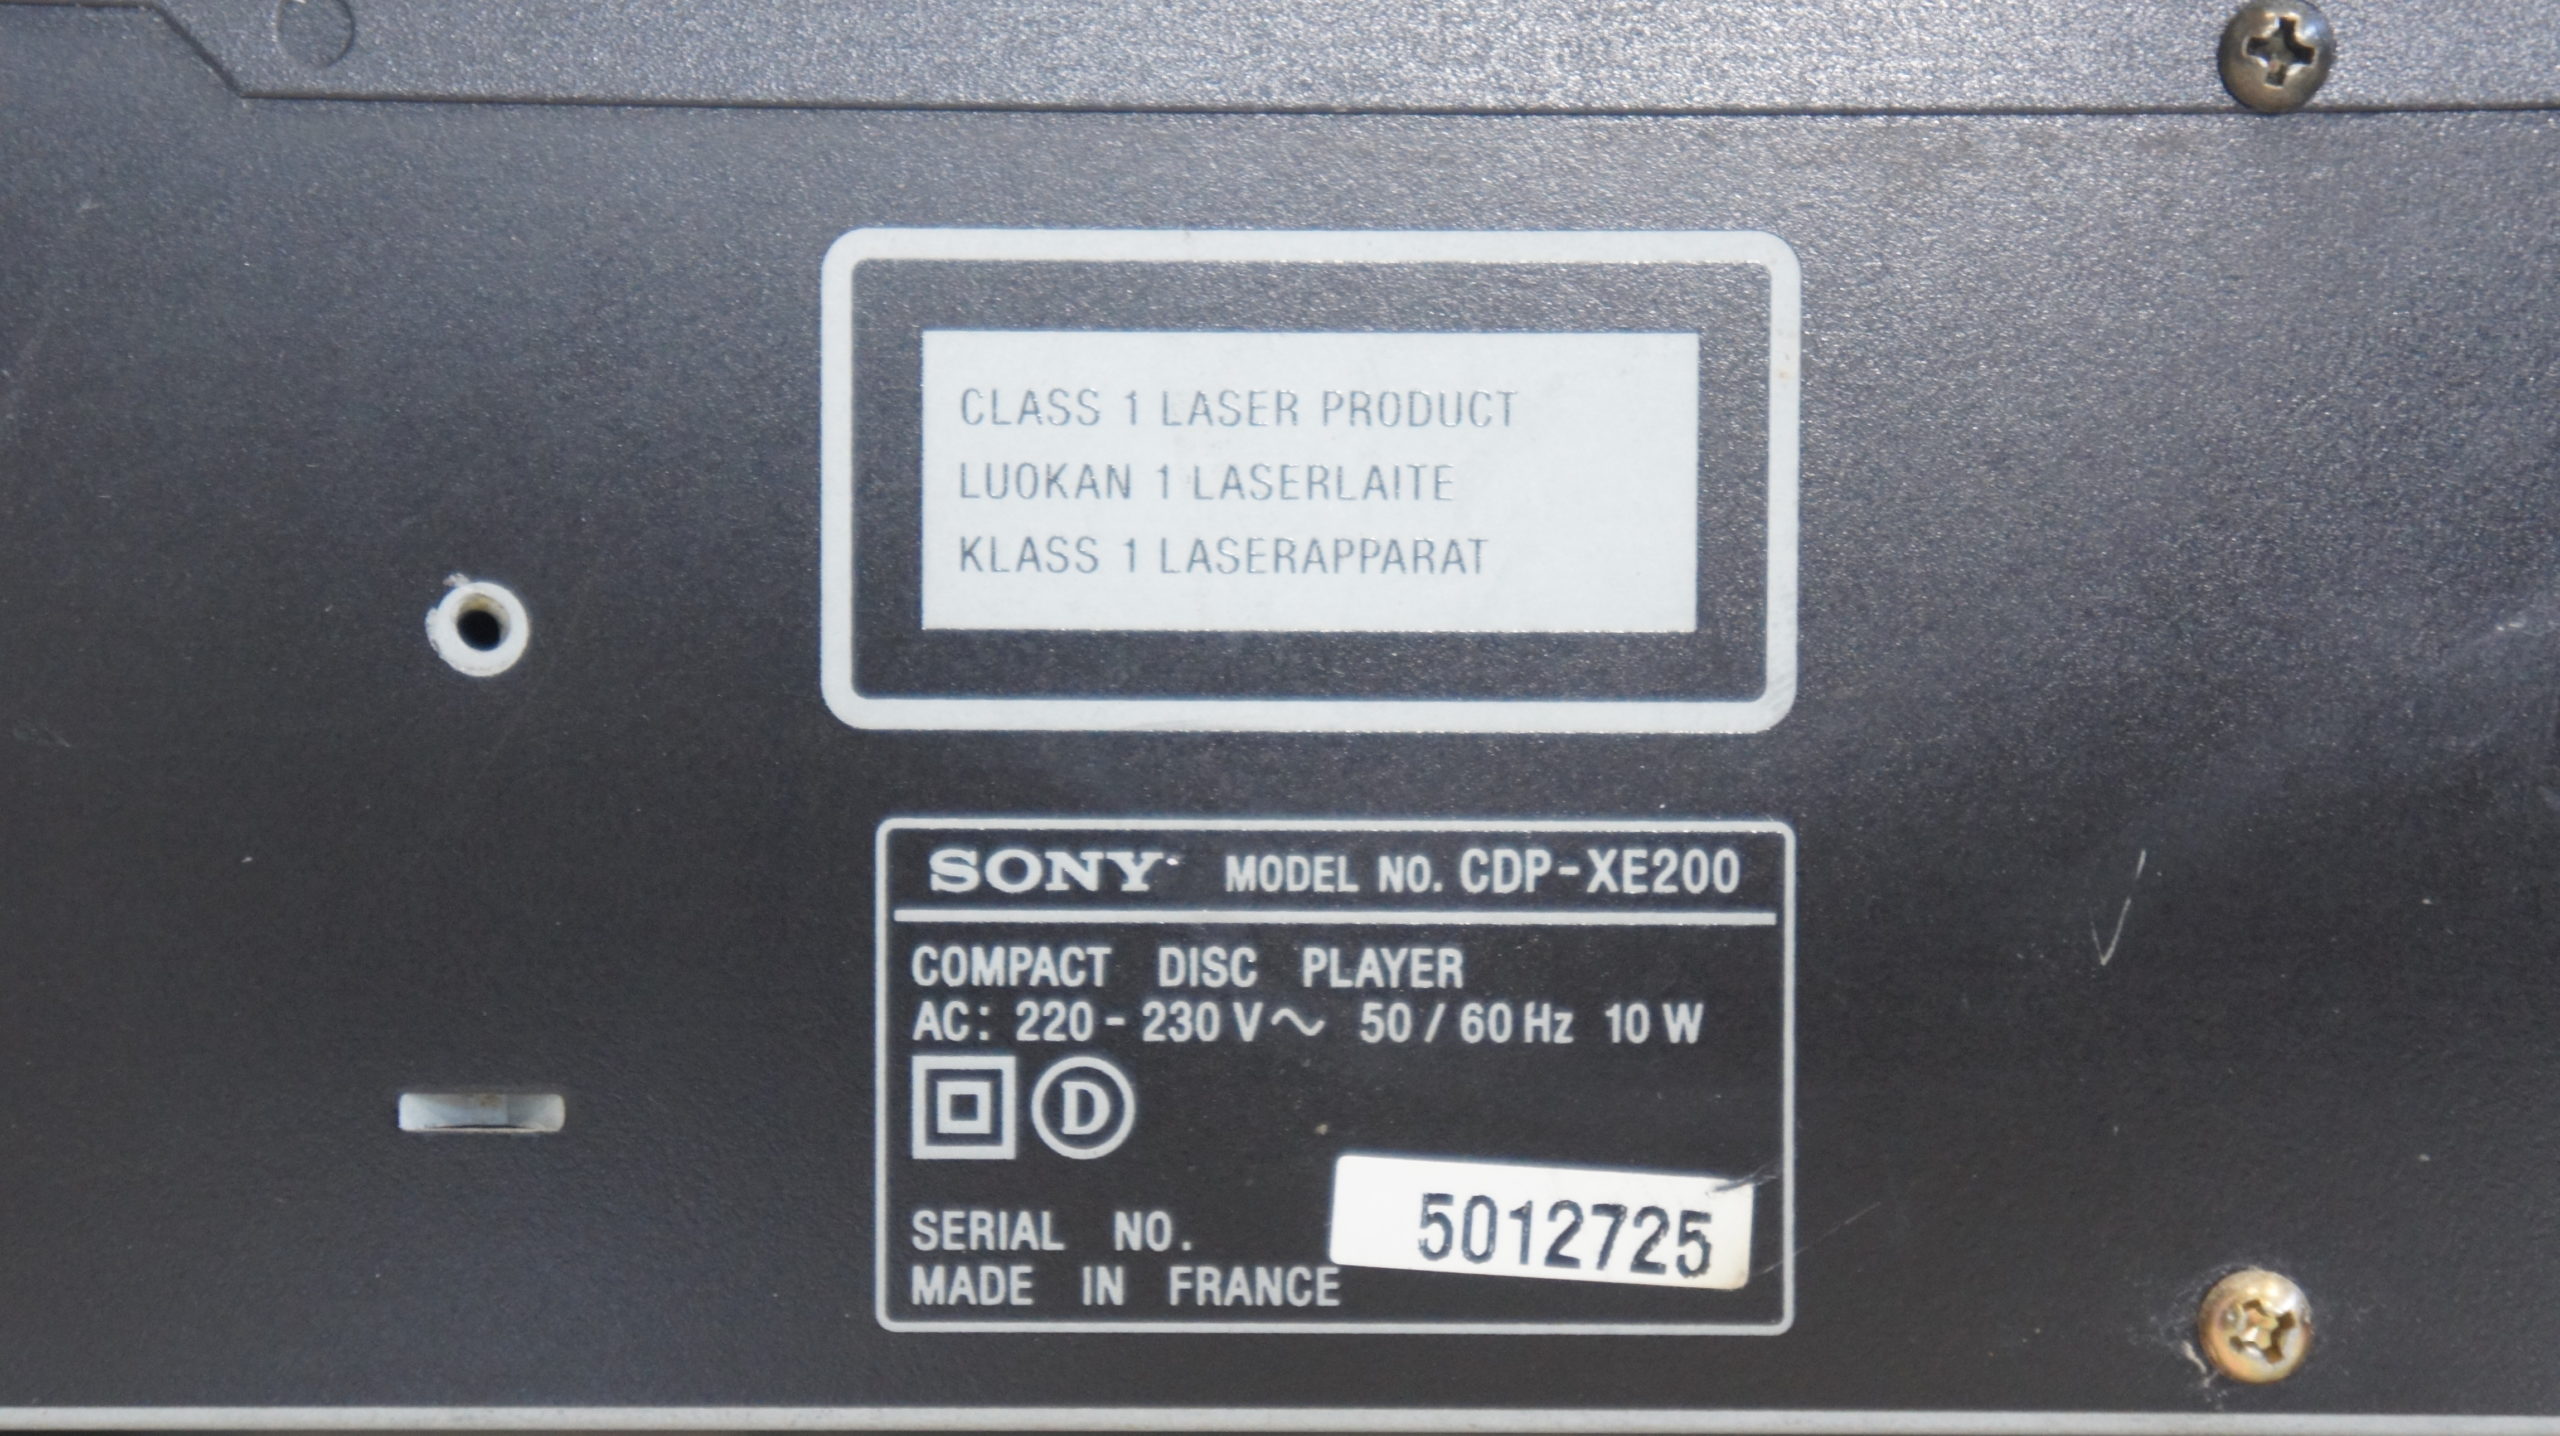 CLASS 1 LASER PRODUCT
LUOKAN 1 LASERLAITE
KLASS 1 LASERAPPARAT
SONY MODEL NO. CDP-XE200
COMPACT DISC PLAYER
AC: 220 - 230 V ~ 50 / 60 Hz 10 W
D
SERIAL NO. 5012725
MADE IN FRANCE